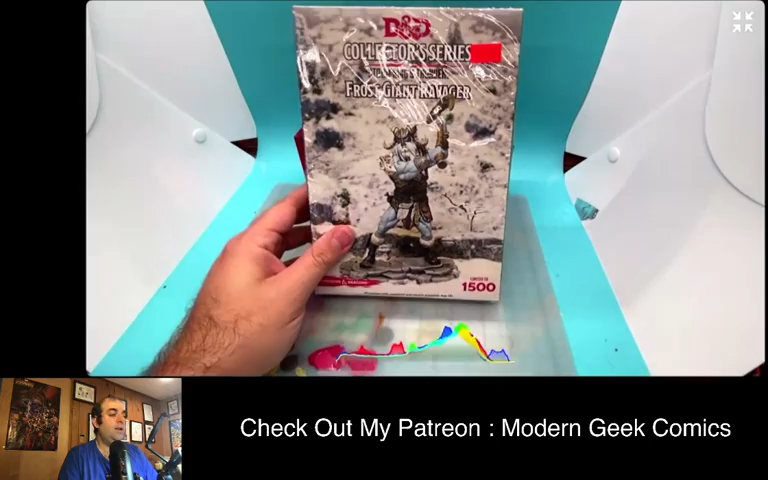 D&D
COLLECTOR'S SERIES
FROST GIANT RAVAGER
LIMITED TO
1500
Check Out My Patreon : Modern Geek Comics